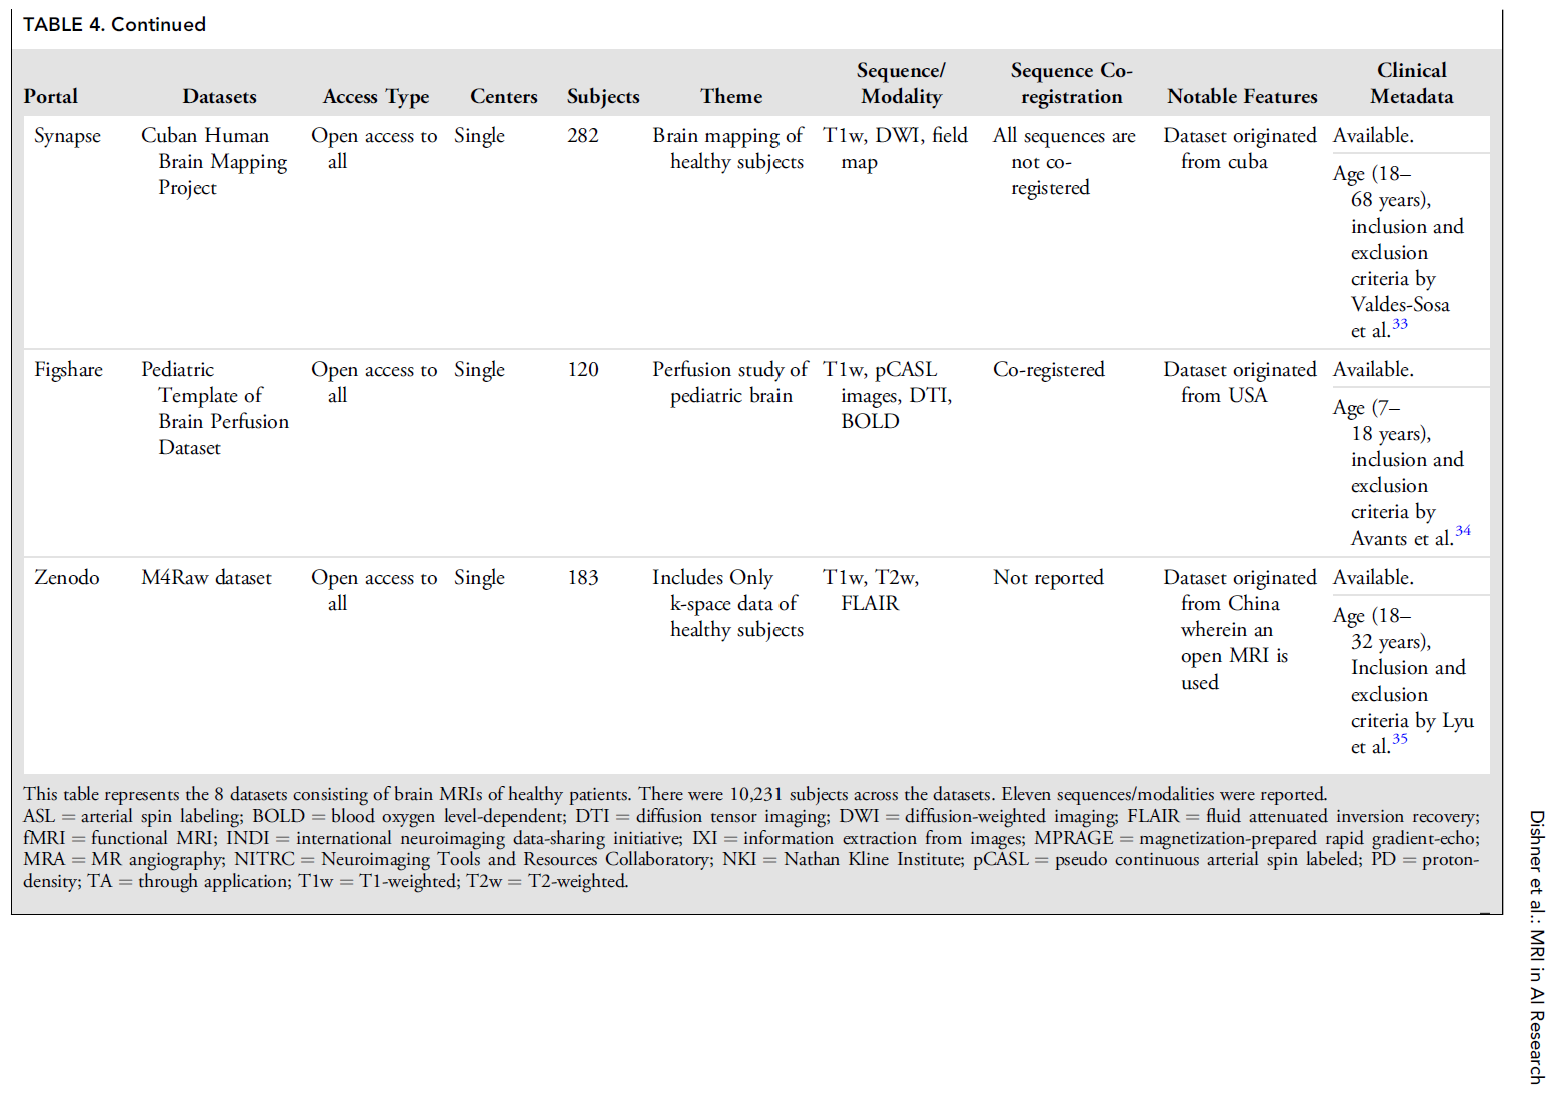 TABLE 4. Continued
Portal Datasets Access Type Centers Subjects Theme Sequence/ Modality Sequence Co- registration Notable Features Clinical Metadata
Synapse
Cuban Human
Brain Mapping
Project
Open access to
all
Single
282
Brain mapping of
healthy subjects
T1w, DWI, field
map
All sequences are
not co-
registered
Dataset originated
from cuba
Available.
Age (18–
68 years),
inclusion and
exclusion
criteria by
Valdes-Sosa
et al.33
Figshare
Pediatric
Template of
Brain Perfusion
Dataset
Open access to
all
Single
120
Perfusion study of
pediatric brain
T1w, pCASL
images, DTI,
BOLD
Co-registered
Dataset originated
from USA
Available.
Age (7–
18 years),
inclusion and
exclusion
criteria by
Avants et al.34
Zenodo
M4Raw dataset
Open access to
all
Single
183
Includes Only
k-space data of
healthy subjects
T1w, T2w,
FLAIR
Not reported
Dataset originated
from China
wherein an
open MRI is
used
Available.
Age (18–
32 years),
Inclusion and
exclusion
criteria by Lyu
et al.35
This table represents the 8 datasets consisting of brain MRIs of healthy patients. There were 10,231 subjects across the datasets. Eleven sequences/modalities were reported.
ASL = arterial spin labeling; BOLD = blood oxygen level-dependent; DTI = diffusion tensor imaging; DWI = diffusion-weighted imaging; FLAIR = fluid attenuated inversion recovery;
fMRI = functional MRI; INDI = international neuroimaging data-sharing initiative; IXI = information extraction from images; MPRAGE = magnetization-prepared rapid gradient-echo;
MRA = MR angiography; NITRC = Neuroimaging Tools and Resources Collaboratory; NKI = Nathan Kline Institute; pCASL = pseudo continuous arterial spin labeled; PD = proton-
density; TA = through application; T1w = T1-weighted; T2w = T2-weighted.
Dishner et al.: MRI in AI Research